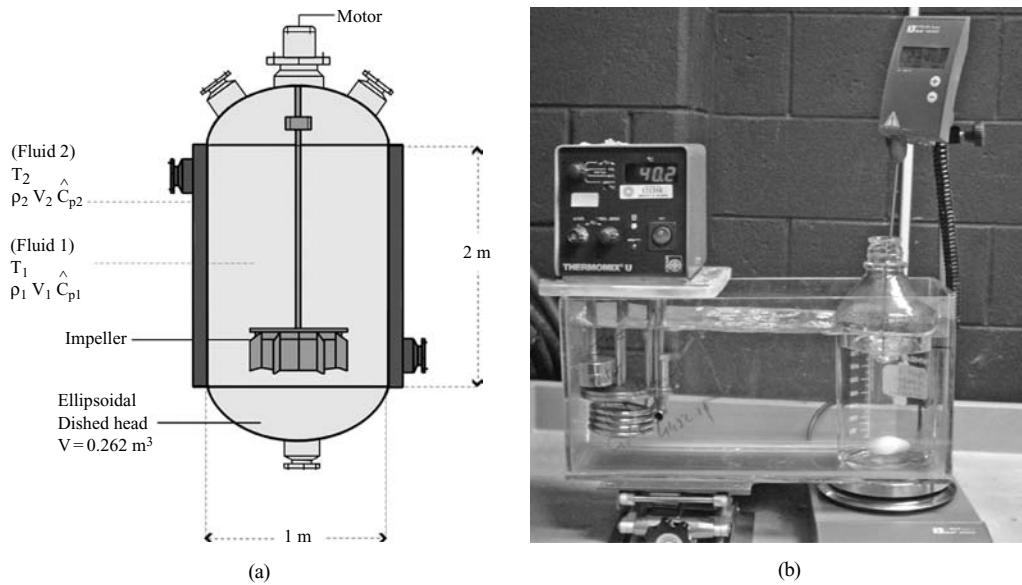 Motor
(Fluid 2)
T2
ρ2 V2 Ĉp2
(Fluid 1)
T1
ρ1 V1 Ĉp1
2 m
Impeller
Ellipsoidal
Dished head
V = 0.262 m³
1 m
(a)
40.2
THERMOMIX® U
(b)